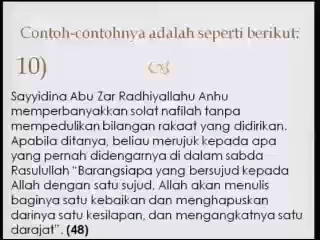 Contoh-contohnya adalah seperti berikut:
10)
Sayyidina Abu Zar Radhiyallahu Anhu
memperbanyakkan solat nafilah tanpa
mempedulikan bilangan rakaat yang didirikan.
Apabila ditanya, beliau merujuk kepada apa
yang pernah didengarnya di dalam sabda
Rasulullah "Barangsiapa yang bersujud kepada
Allah dengan satu sujud, Allah akan menulis
baginya satu kebaikan dan menghapuskan
darinya satu kesilapan, dan mengangkatnya satu
darajat". (48)